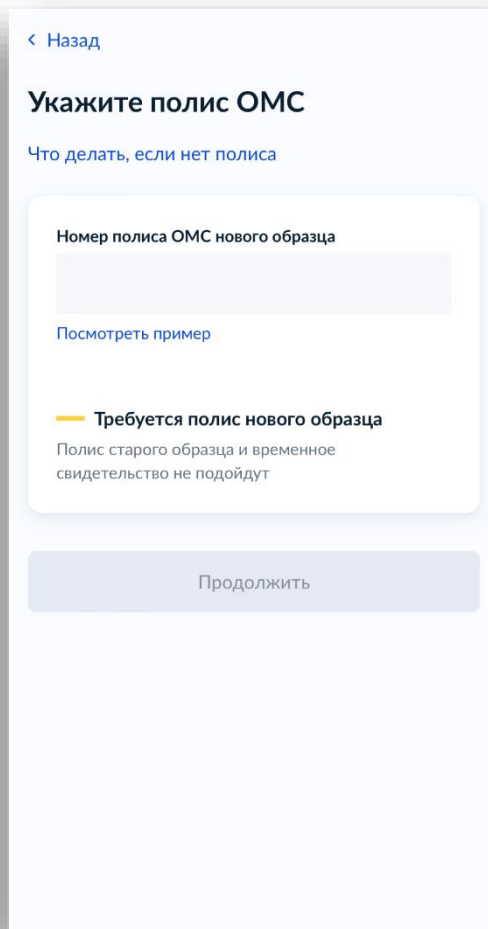 Назад
Укажите полис ОМС
Что делать, если нет полиса
Номер полиса ОМС нового образца
Посмотреть пример
Требуется полис нового образца
Полис старого образца и временное
свидетельство не подойдут
Продолжить